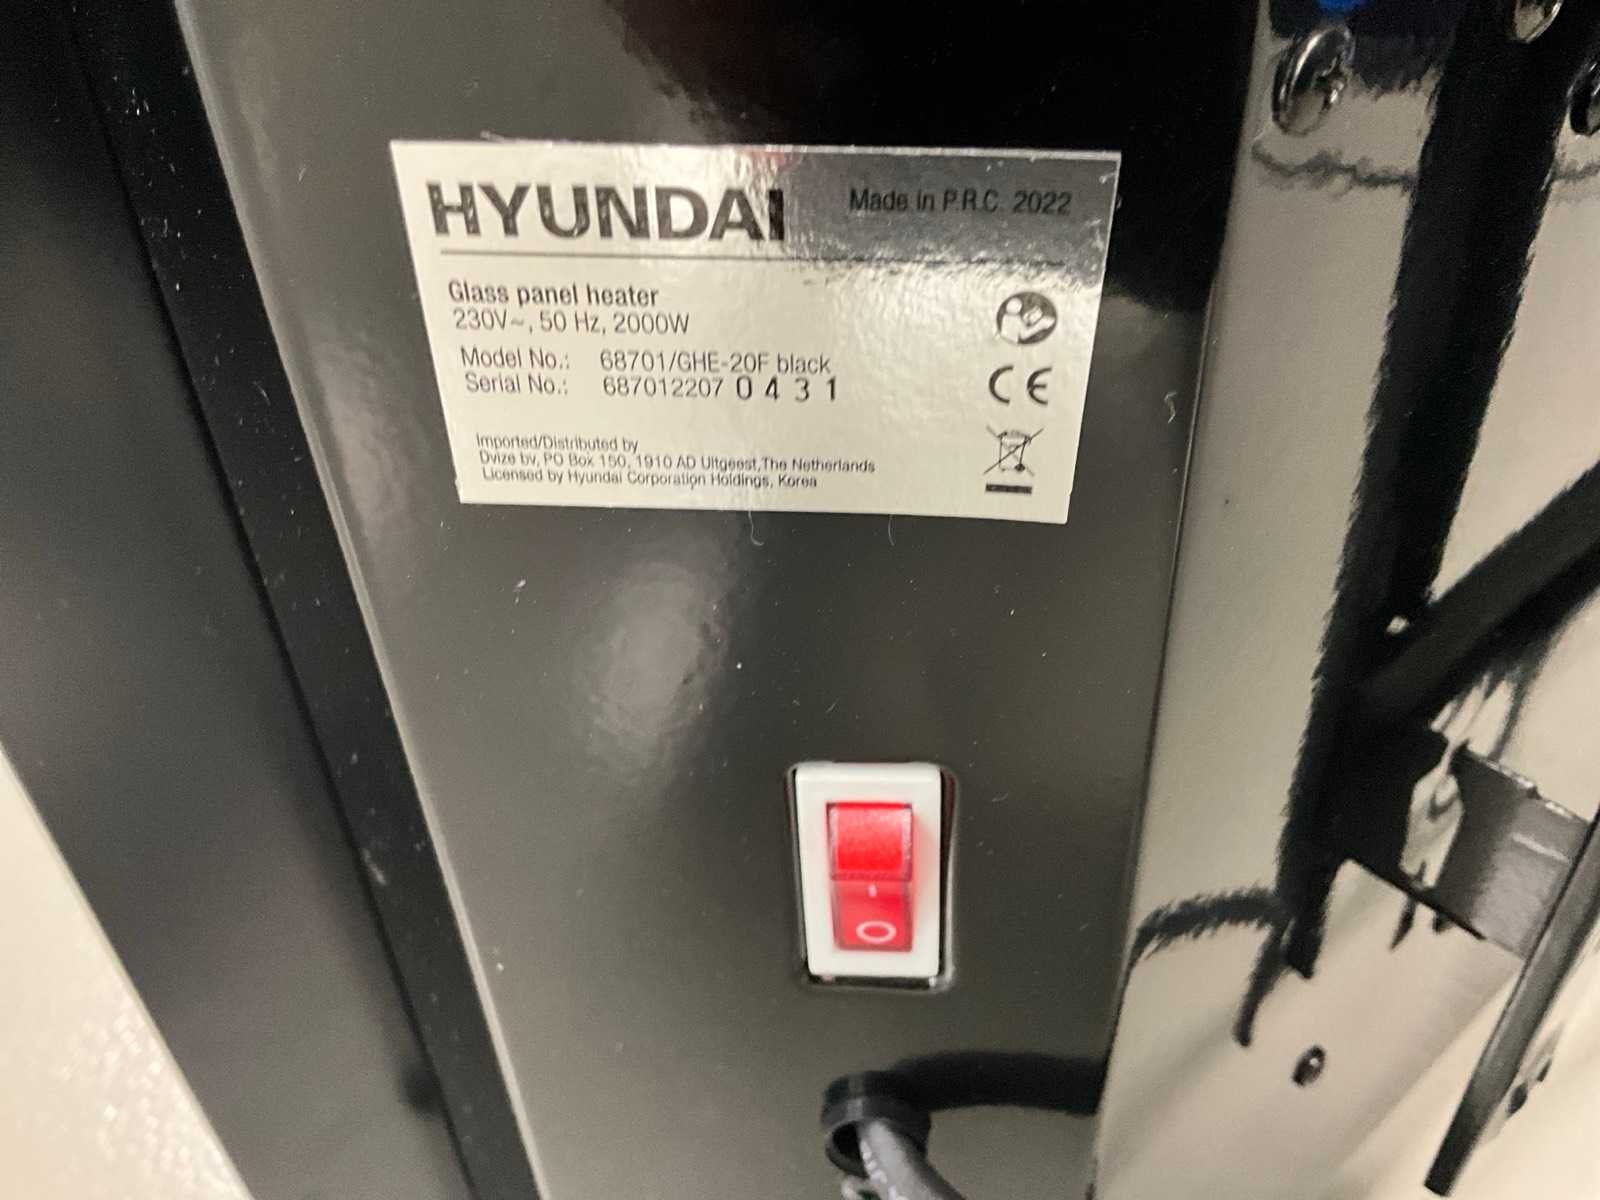 HYUNDAI
Made in P.R.C. 2022
Glass panel heater
230V~, 50 Hz, 2000W
Model No.: 68701/GHE-20F black
Serial No.: 687012207 0 4 3 1
CE
Imported/Distributed by
Dvize bv, PO Box 150, 1910 AD Uitgeest,The Netherlands
Licensed by Hyundai Corporation Holdings, Korea